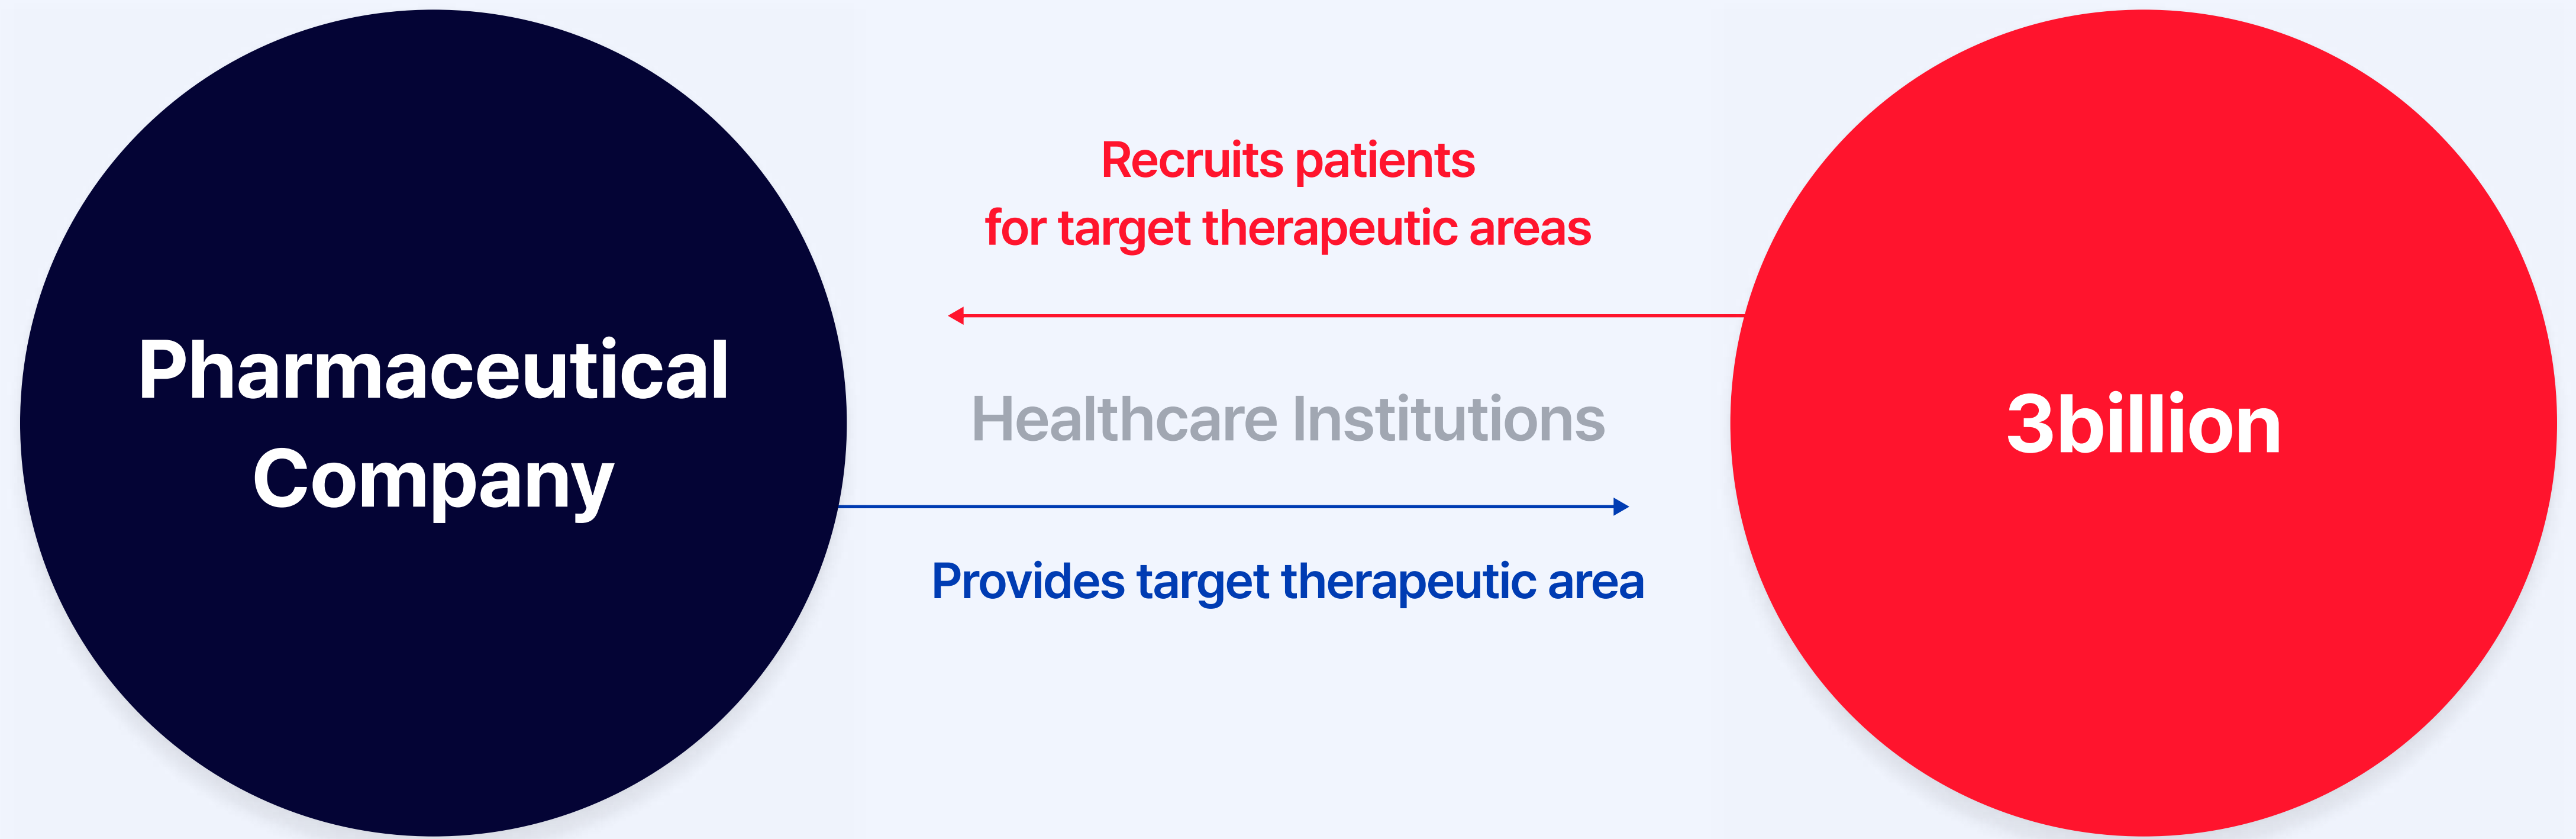 Pharmaceutical
Company
Recruits patients
for target therapeutic areas
Healthcare Institutions
Provides target therapeutic area
3billion